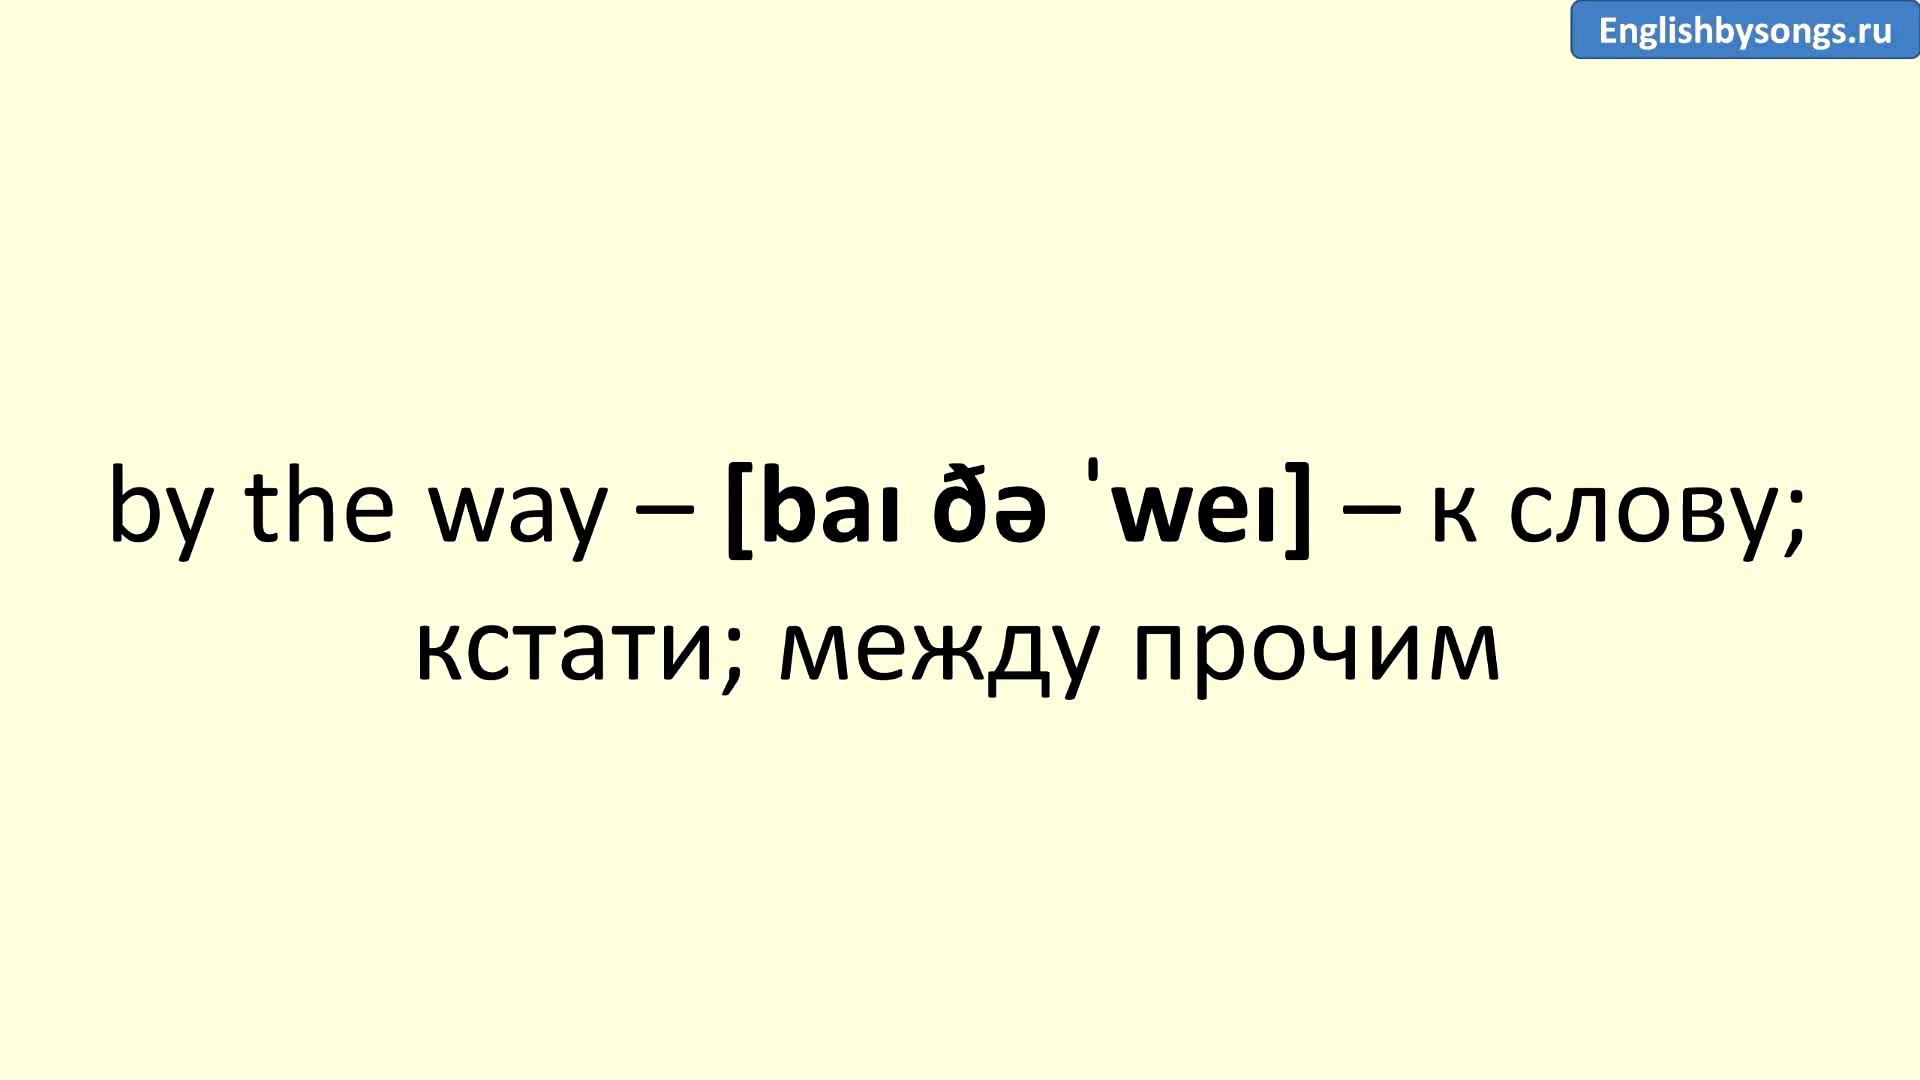 Englishbysongs.ru
by the way – [baɪ ðə ˈweɪ] – к слову;
кстати; между прочим